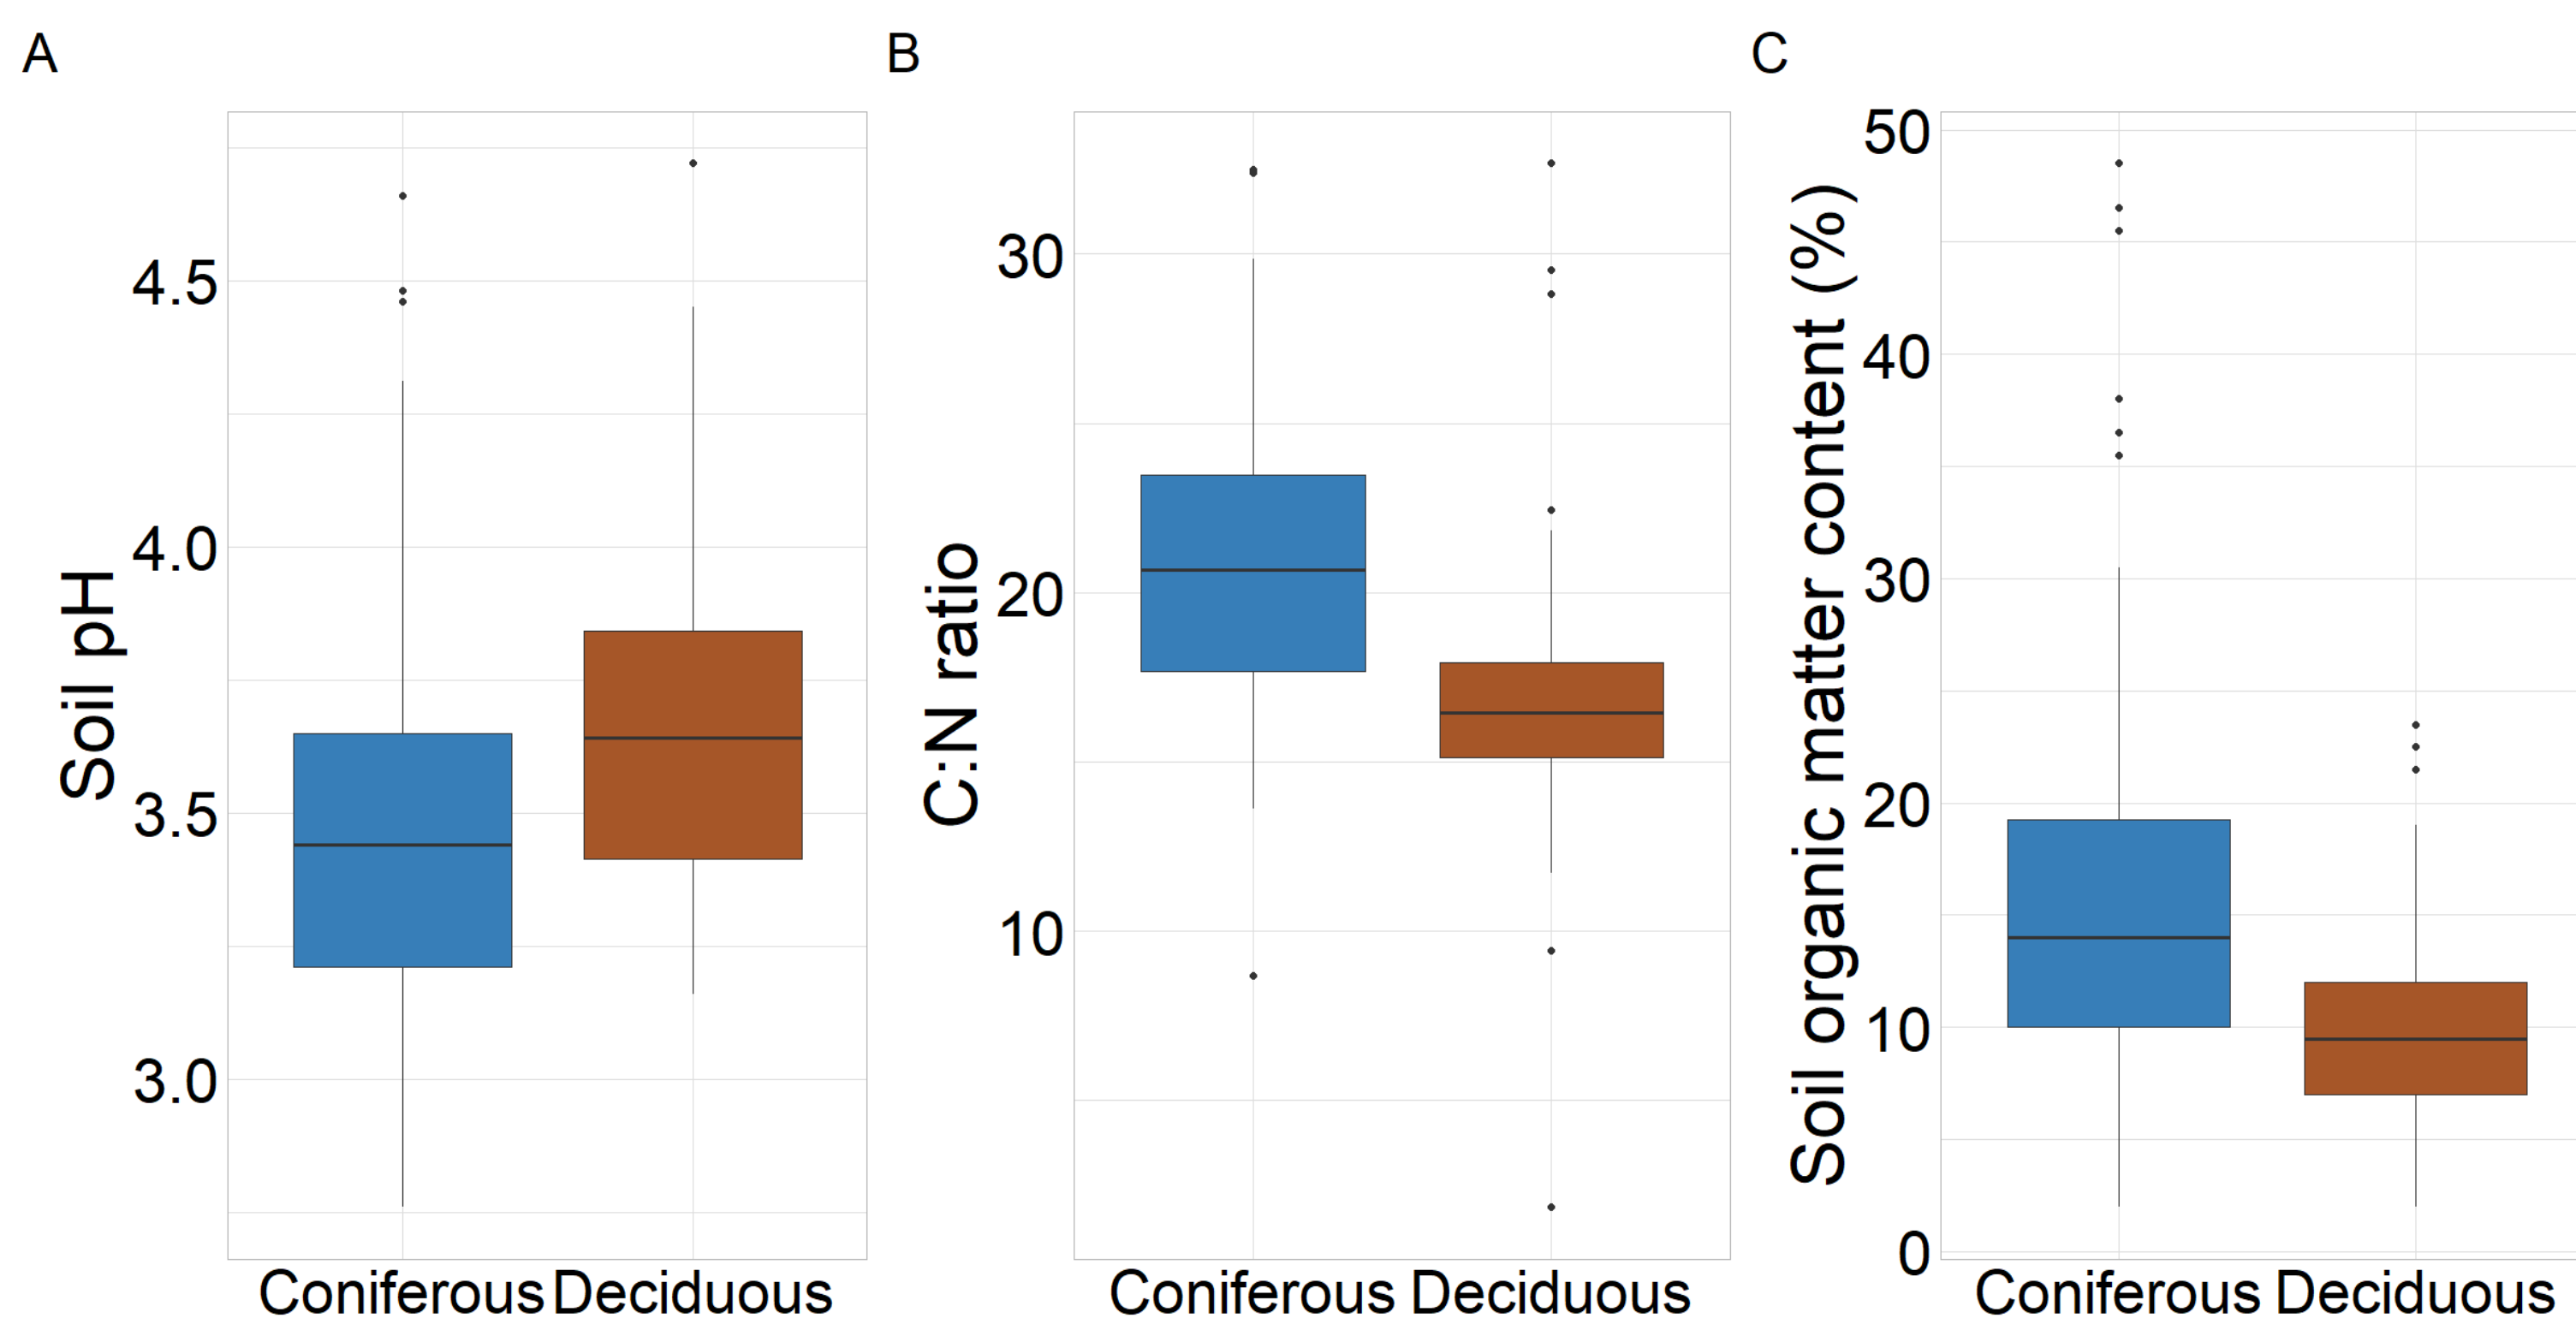 A
B
C
Soil pH
4.5
4.0
3.5
3.0
Coniferous Deciduous
C:N ratio
30
20
10
Coniferous Deciduous
Soil organic matter content (%)
50
40
30
20
10
0
Coniferous Deciduous